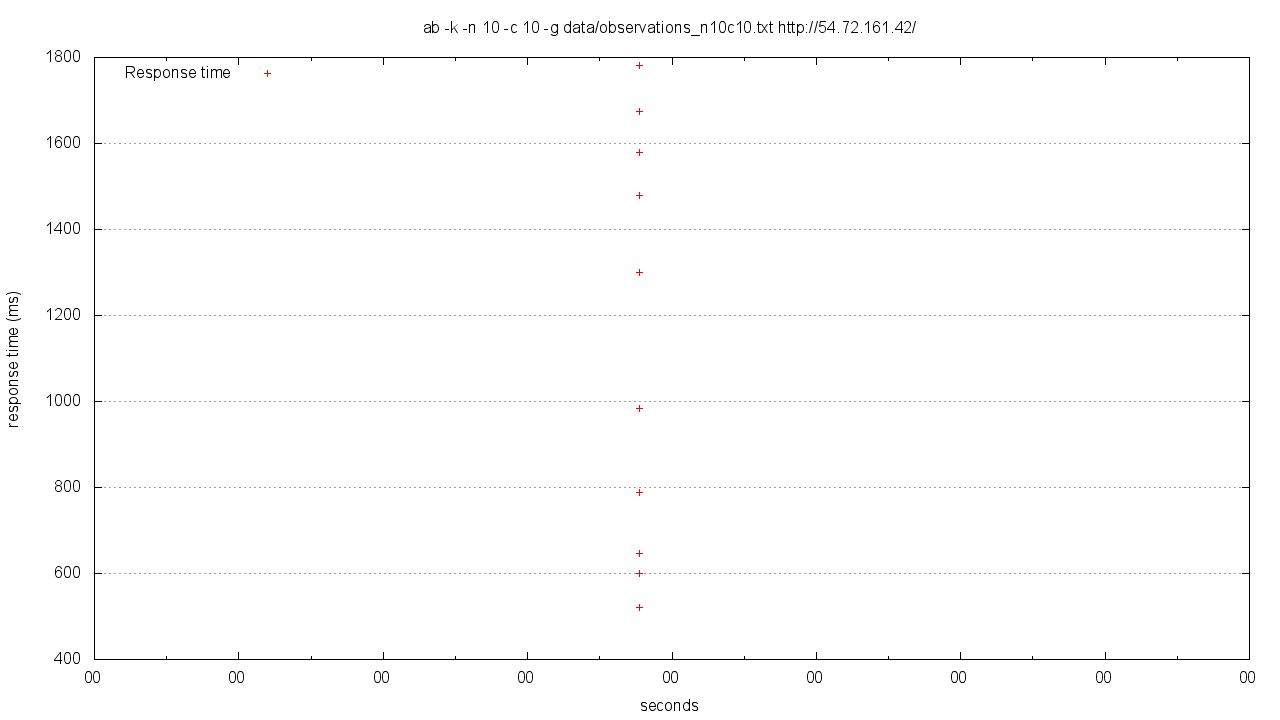 ab -k -n 10 -c 10 -g data/observations_n10c10.txt http://54.72.161.42/
1800
Response time
1600
1400
1200
1000
800
600
400
response time (ms)
00 00 00 00 00 00 00 00 00
seconds